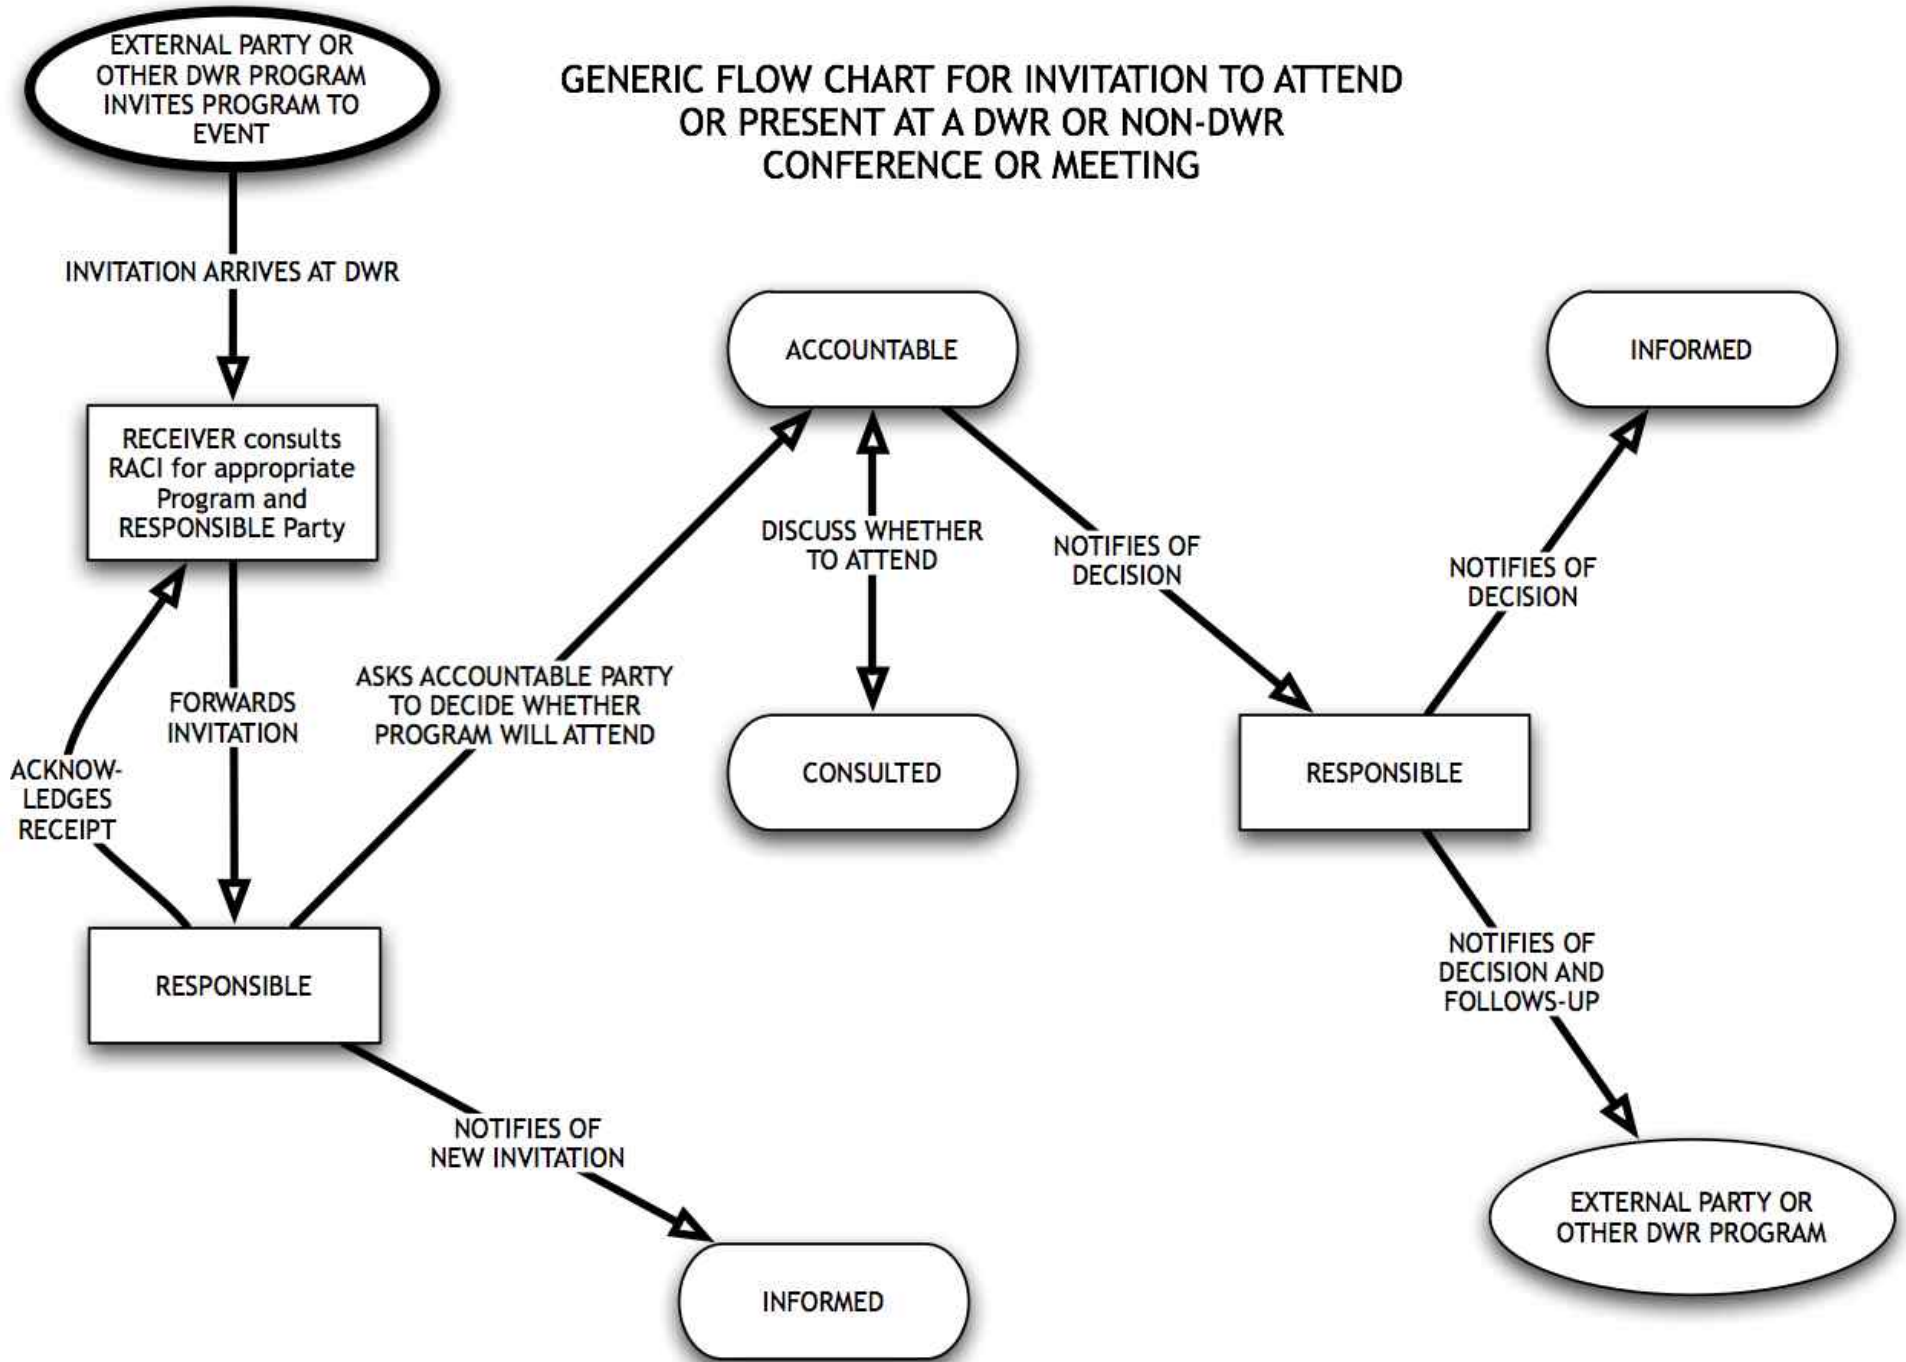 EXTERNAL PARTY OR
OTHER DWR PROGRAM
INVITES PROGRAM TO
EVENT
GENERIC FLOW CHART FOR INVITATION TO ATTEND
OR PRESENT AT A DWR OR NON-DWR
CONFERENCE OR MEETING
INVITATION ARRIVES AT DWR
RECEIVER consults
RACI for appropriate
Program and
RESPONSIBLE Party
FORWARDS
INVITATION
ACKNOW-
LEDGES
RECEIPT
RESPONSIBLE
NOTIFIES OF
NEW INVITATION
INFORMED
ASKS ACCOUNTABLE PARTY
TO DECIDE WHETHER
PROGRAM WILL ATTEND
ACCOUNTABLE
DISCUSS WHETHER
TO ATTEND
CONSULTED
NOTIFIES OF
DECISION
RESPONSIBLE
NOTIFIES OF
DECISION
INFORMED
NOTIFIES OF
DECISION AND
FOLLOWS-UP
EXTERNAL PARTY OR
OTHER DWR PROGRAM